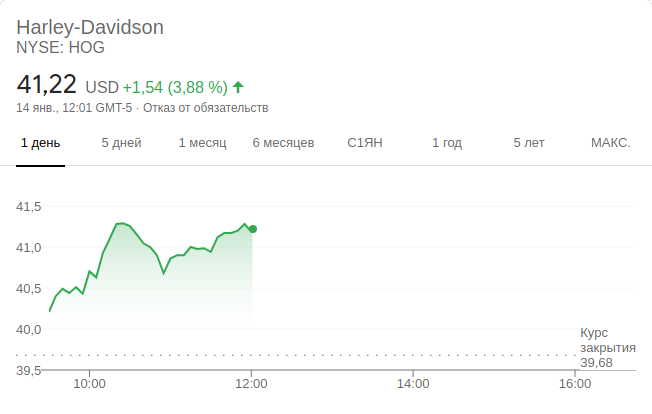 Harley-Davidson
NYSE: HOG
41,22 USD +1,54 (3,88 %)
14 янв., 12:01 GMT-5 · Отказ от обязательств
1 день 5 дней 1 месяц 6 месяцев С1ЯН 1 год 5 лет МАКС.
41,5
41,0
40,5
40,0
Курс
закрытия
39,68
39,5
10:00 12:00 14:00 16:00